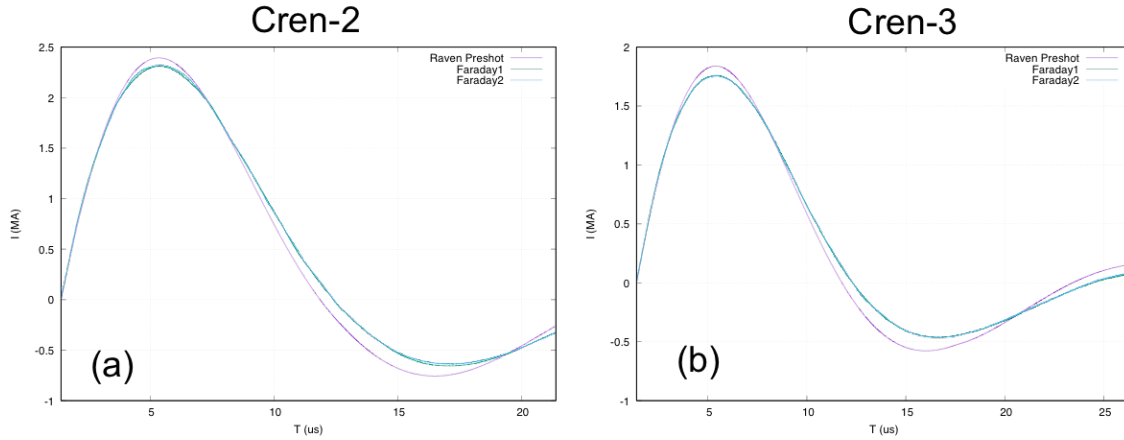 Cren-2
Cren-3
2.5
2
1.5
1
0.5
0
-0.5
-1
I (MA)
5
10
15
20
T (us)
Raven Preshot
Faraday1
Faraday2
(a)
2
1.5
1
0.5
0
-0.5
-1
I (MA)
5
10
15
20
25
T (us)
Raven Preshot
Faraday1
Faraday2
(b)